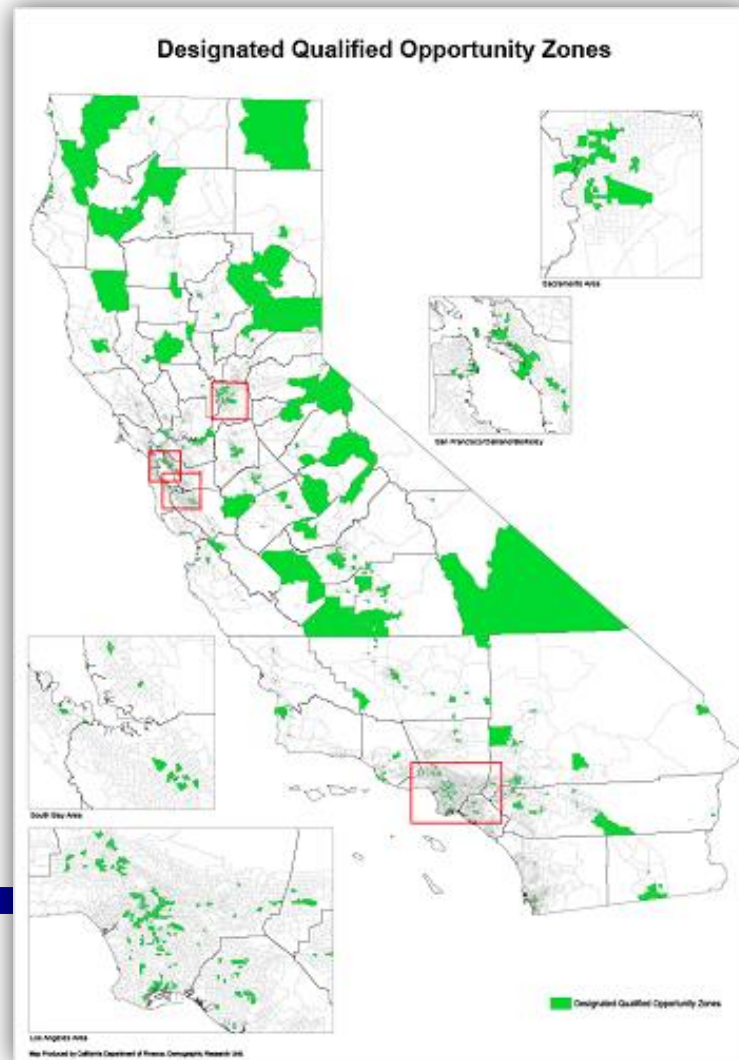 Designated Qualified Opportunity Zones
Sacramento Area
San Francisco/Oakland/Berkeley
South Bay Area
Los Angeles Area
Designated Qualified Opportunity Zones
Map Produced by California Department of Finance, Demographic Research Unit